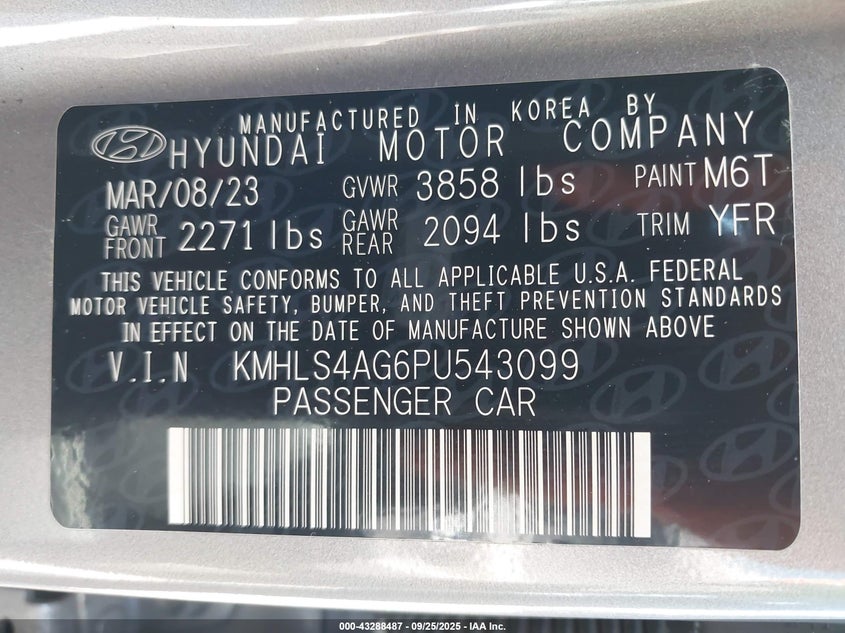 MANUFACTURED IN KOREA BY
HYUNDAI MOTOR COMPANY
MAR/08/23 GVWR 3858 lbs PAINT M6T
GAWR FRONT 2271 lbs GAWR REAR 2094 lbs TRIM YFR
THIS VEHICLE CONFORMS TO ALL APPLICABLE U.S.A. FEDERAL
MOTOR VEHICLE SAFETY, BUMPER, AND THEFT PREVENTION STANDARDS
IN EFFECT ON THE DATE OF MANUFACTURE SHOWN ABOVE
V.I.N KMHLS4AG6PU543099
PASSENGER CAR
000-43288487 - 09/25/2025 - IAA Inc.